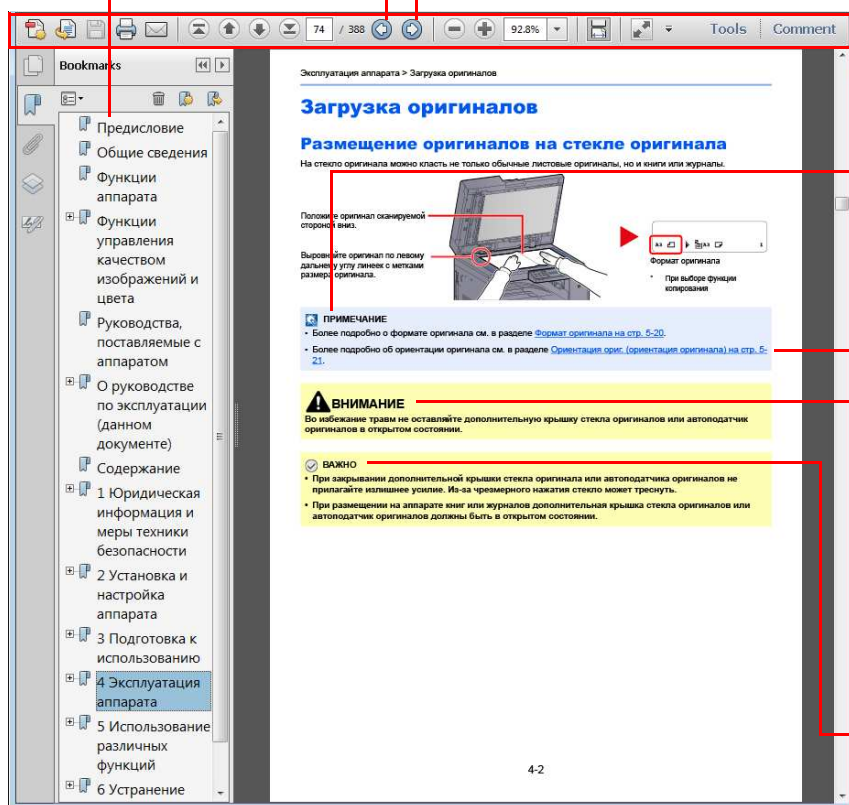 74 / 388
92.8%
Tools
Comment
Bookmarks
Предисловие
Общие сведения
Функции
аппарата
Функции
управления
качеством
изображений и
цвета
Руководства,
поставляемые с
аппаратом
О руководстве
по эксплуатации
(данном
документе)
Содержание
1 Юридическая
информация и
меры техники
безопасности
2 Установка и
настройка
аппарата
3 Подготовка к
использованию
4 Эксплуатация
аппарата
5 Использование
различных
функций
6 Устранение
Эксплуатация аппарата > Загрузка оригиналов
Загрузка оригиналов
Размещение оригиналов на стекле оригинала
На стекло оригинала можно класть не только обычные листовые оригиналы, но и книги или журналы.
Положите оригинал сканируемой
стороной вниз.
Выровняйте оригинал по левому
дальнему углу линеек с метками
размера оригинала.
A4
A4
1
Формат оригинала
* При выборе функции
копирования
ПРИМЕЧАНИЕ
• Более подробно о формате оригинала см. в разделе Формат оригинала на стр. 5-20.
• Более подробно об ориентации оригинала см. в разделе Ориентация ориг. (ориентация оригинала) на стр. 5-
21.
ВНИМАНИЕ
Во избежание травм не оставляйте дополнительную крышку стекла оригиналов или автоподатчик
оригиналов в открытом состоянии.
ВАЖНО
• При закрывании дополнительной крышки стекла оригинала или автоподатчика оригиналов не
прилагайте излишнее усилие. Из-за чрезмерного нажатия стекло может треснуть.
• При размещении на аппарате книг или журналов дополнительная крышка стекла оригиналов или
автоподатчик оригиналов должны быть в открытом состоянии.
4-2